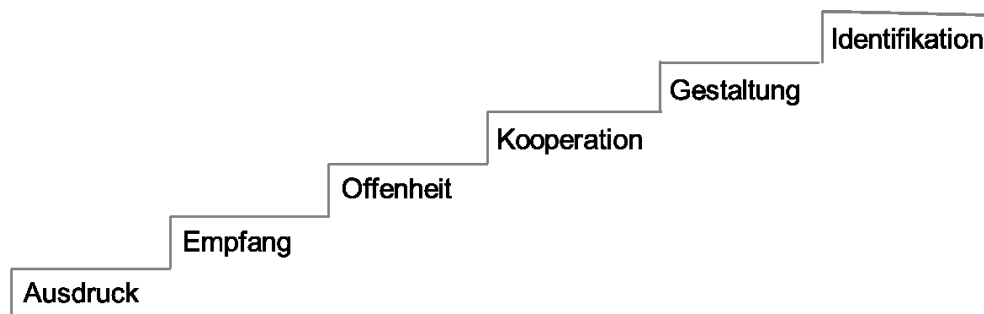 Identifikation
Gestaltung
Kooperation
Offenheit
Empfang
Ausdruck